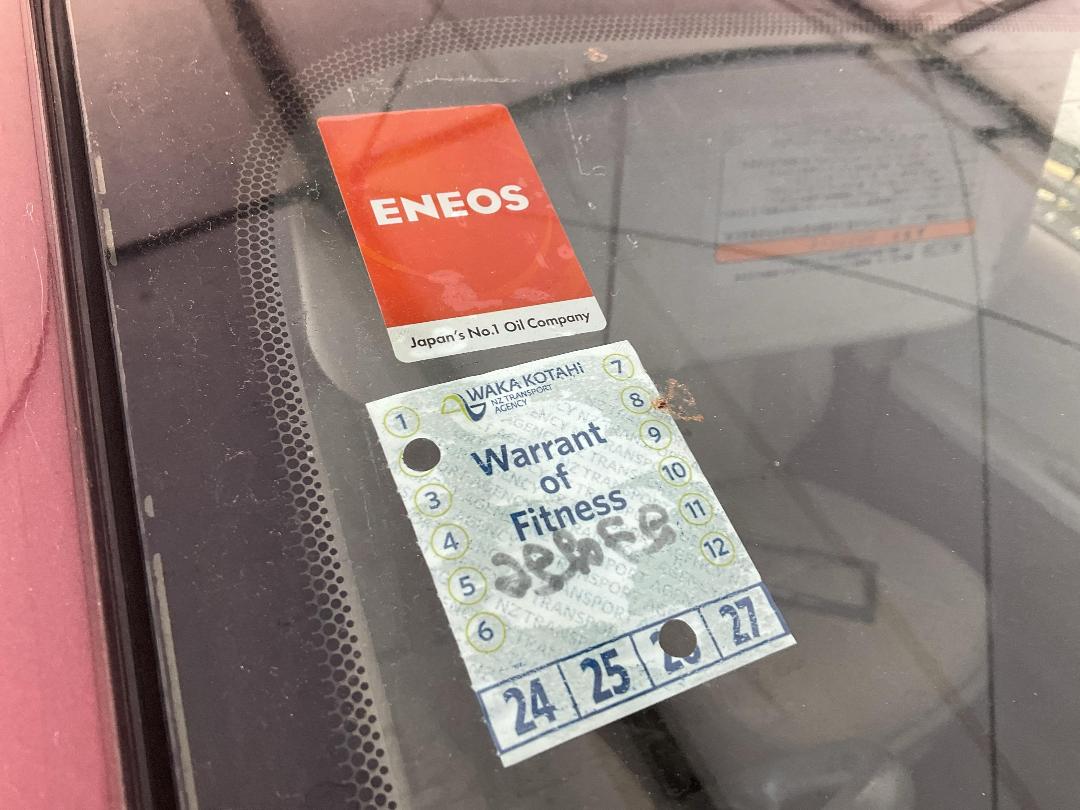 ENEOS
Japan's No.1 Oil Company
WAKA KOTAHI
NZ TRANSPORT
AGENCY
Warrant
of
Fitness
1
3
4
5
6
7
8
9
10
11
12
24 25 26 27